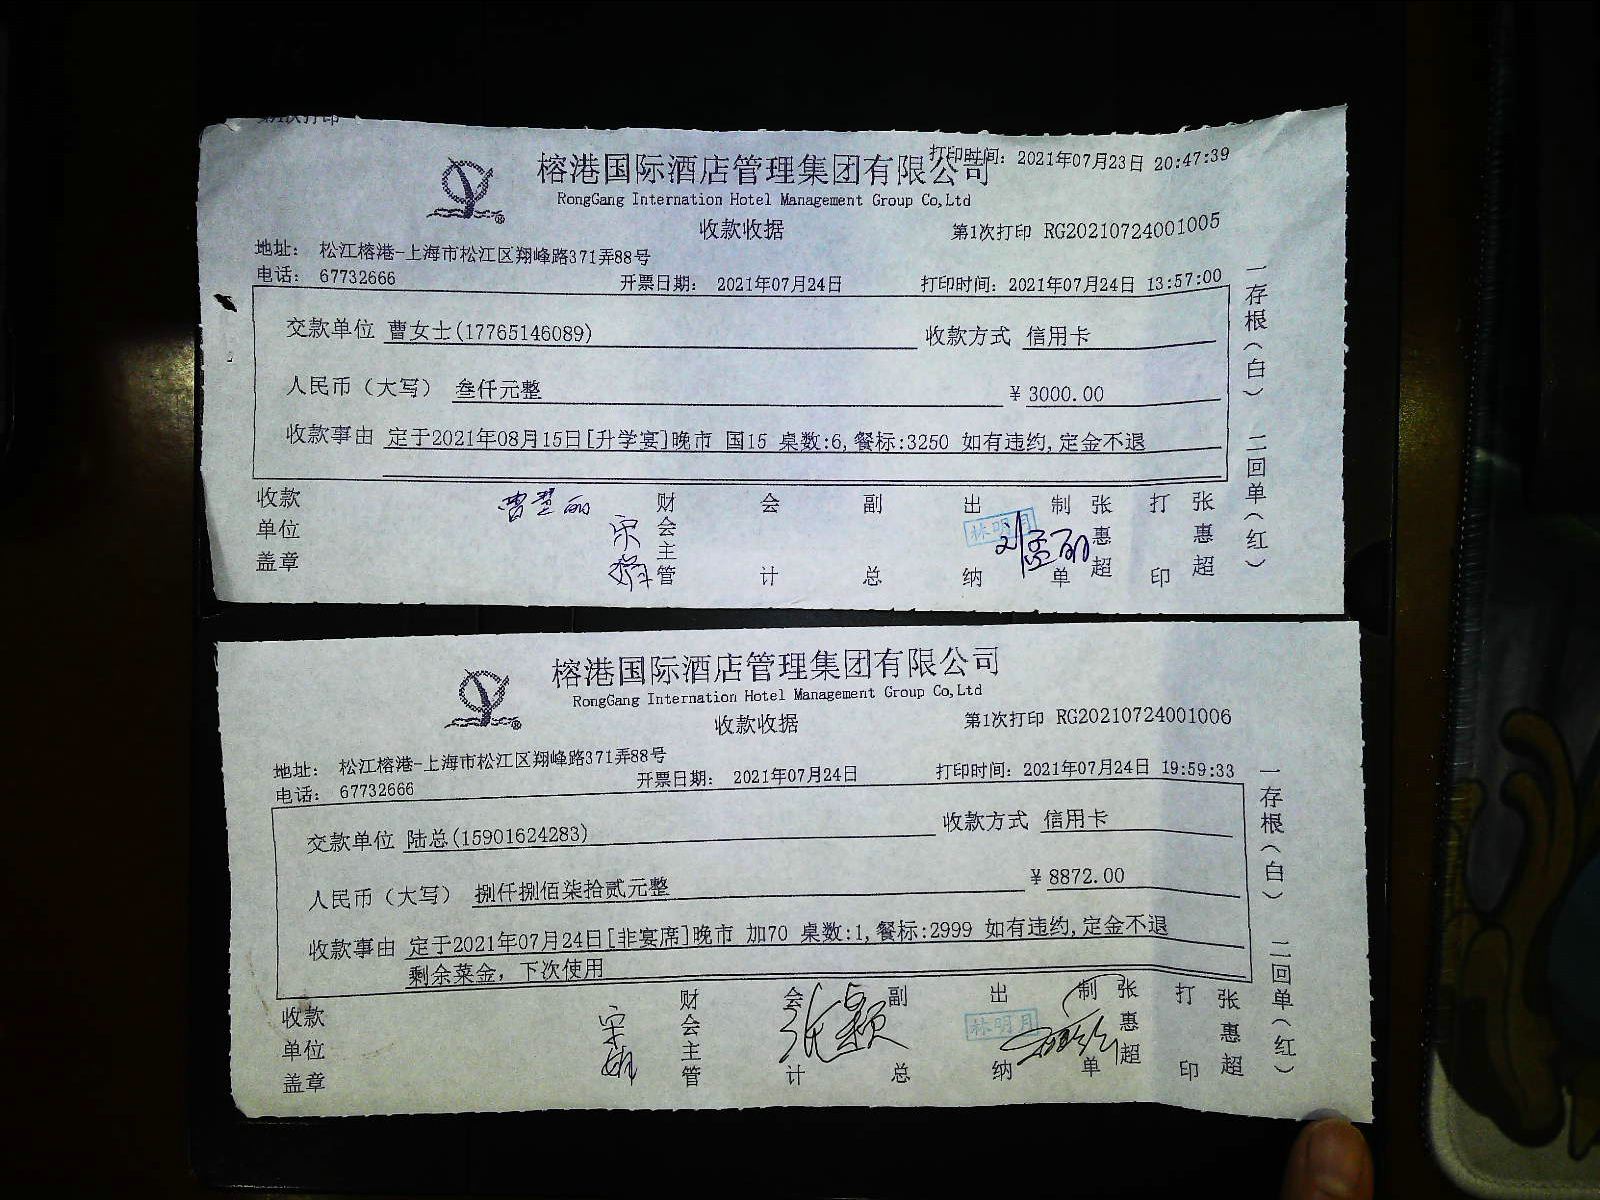 第1次打印
榕港国际酒店管理集团有限公司 打印时间: 2021年07月23日 20:47:39
RongGang Internation Hotel Management Group Co,Ltd
收款收据 第1次打印 RG20210724001005
地址: 松江榕港-上海市松江区翔峰路371弄88号
电话: 67732666 开票日期: 2021年07月24日 打印时间: 2021年07月24日 13:57:00
交款单位 曹女士(17765146089) 收款方式 信用卡
人民币(大写) 叁仟元整 ¥ 3000.00
收款事由 定于2021年08月15日[升学宴]晚市 国15 桌数:6,餐标:3250 如有违约,定金不退
收款单位盖章 财会主管 会计 副总 出纳 林明月 制单 张惠超 打印 张惠超
一存根(白) 二回单(红)
榕港国际酒店管理集团有限公司
RongGang Internation Hotel Management Group Co,Ltd
收款收据 第1次打印 RG20210724001006
地址: 松江榕港-上海市松江区翔峰路371弄88号
电话: 67732666 开票日期: 2021年07月24日 打印时间: 2021年07月24日 19:59:33
交款单位 陆总(15901624283) 收款方式 信用卡
人民币(大写) 捌仟捌佰柒拾贰元整 ¥ 8872.00
收款事由 定于2021年07月24日[非宴席]晚市 加70 桌数:1,餐标:2999 如有违约,定金不退
剩余菜金, 下次使用
收款单位盖章 财会主管 会计 张颖 副总 出纳 林明月 制单 张惠超 打印 张惠超
一存根(白) 二回单(红)